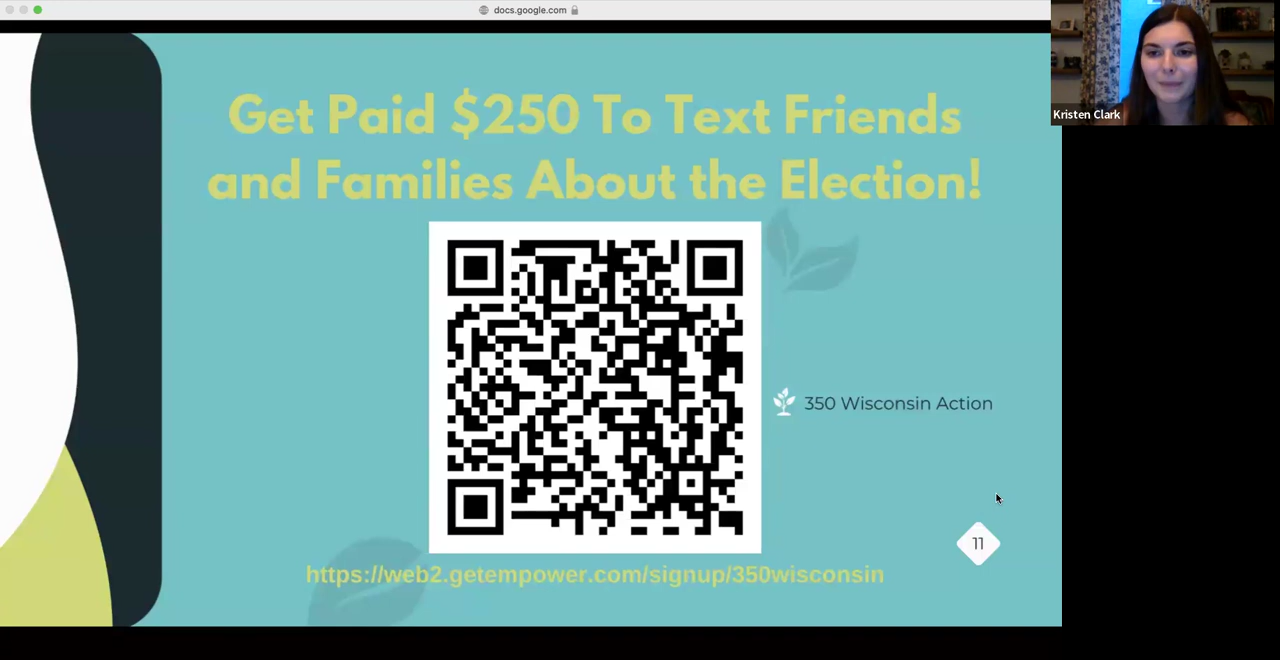 docs.google.com
Get Paid $250 To Text Friends
and Families About the Election!
Kristen Clark
350 Wisconsin Action
11
https://web2.getempower.com/signup/350wisconsin